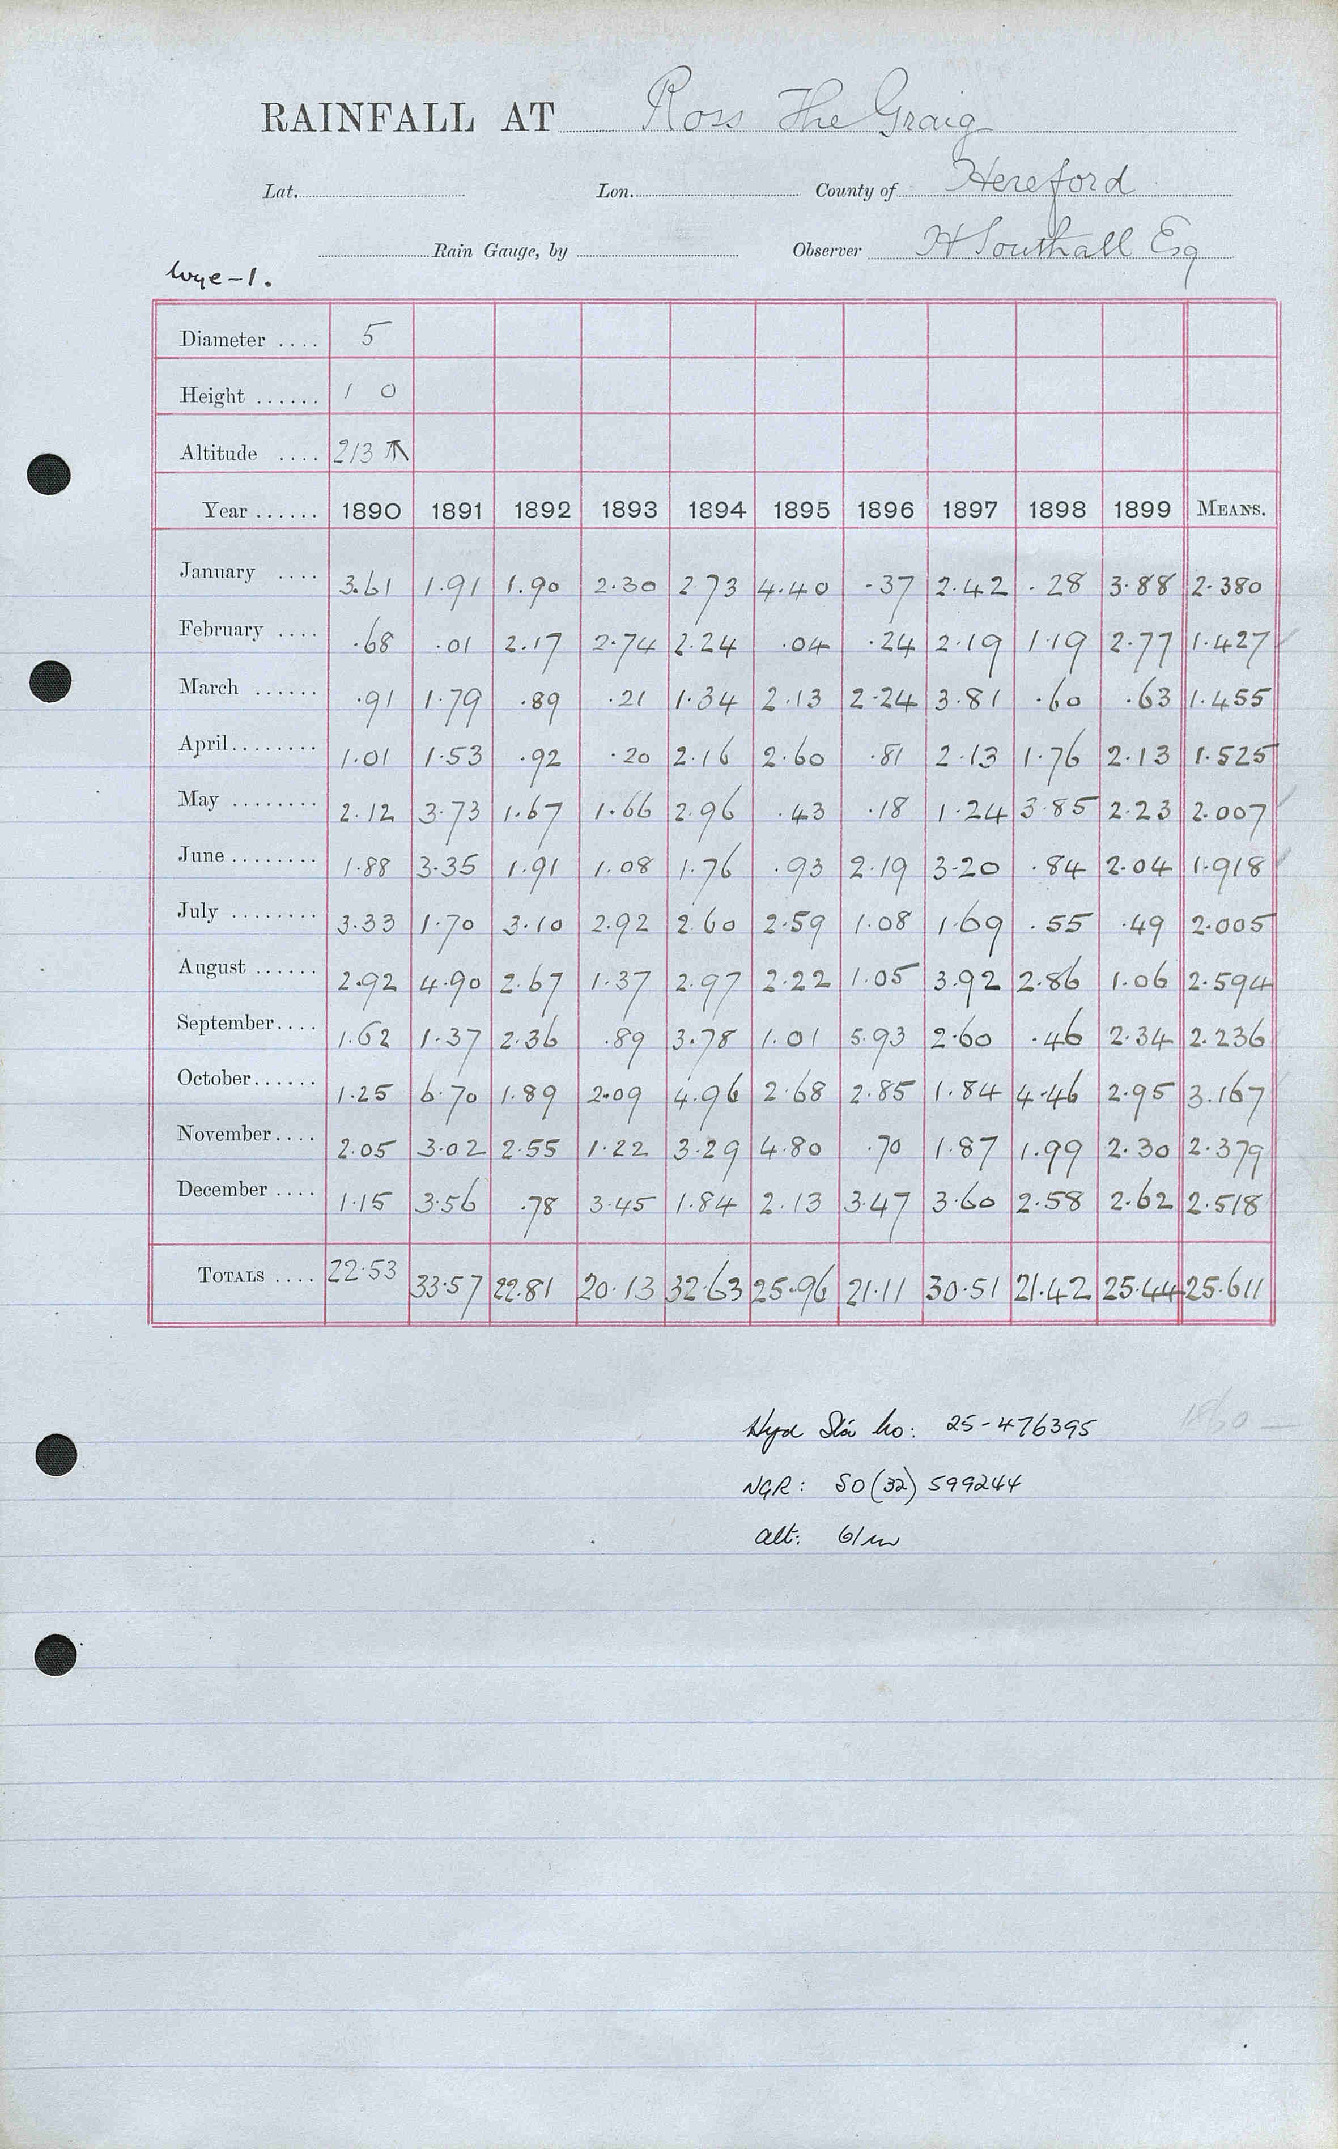 RAINFALL AT Ross The Graig
Lat. Lon. County of Hereford
Rain Gauge, by Observer H Southall Esq
Wye-1.
Diameter .... 5
Height ...... 1 0
Altitude .... 213
Year ...... 1890 1891 1892 1893 1894 1895 1896 1897 1898 1899 MEANS.
January .... 3.61 1.91 1.90 2.30 2 73 4.40 .37 2.42 .28 3.88 2.380
February .... .68 .01 2.17 2.74 2.24 .04 .24 2.19 1.19 2.77 1.427
March ...... .91 1.79 .89 .21 1.34 2.13 2.24 3.81 .60 .63 1.455
April ........ 1.01 1.53 .92 .20 2.16 2.60 .81 2.13 1.76 2.13 1.525
May ........ 2.12 3.73 1.67 1.66 2.96 .43 .18 1.24 3.85 2.23 2.007
June ........ 1.88 3.35 1.91 1.08 1.76 .93 2.19 3.20 .84 2.04 1.918
July ........ 3.33 1.70 3.10 2.92 2.60 2.59 1.08 1.69 .55 .49 2.005
August ...... 2.92 4.90 2.67 1.37 2.97 2.22 1.05 3.92 2.86 1.06 2.594
September .... 1.62 1.37 2.36 .89 3.78 1.01 5.93 2.60 .46 2.34 2.236
October ...... 1.25 6.70 1.89 2.09 4.96 2.68 2.85 1.84 4.46 2.95 3.167
November .... 2.05 3.02 2.55 1.22 3.29 4.80 .70 1.87 1.99 2.30 2.379
December .... 1.15 3.56 .78 3.45 1.84 2.13 3.47 3.60 2.58 2.62 2.518
TOTALS .... 22.53 33.57 22.81 20.13 32.63 25.96 21.11 30.51 21.42 25.44 25.611
Hyd Stn No: 25-476395
NGR: SO(32) 599244
alt: 61m